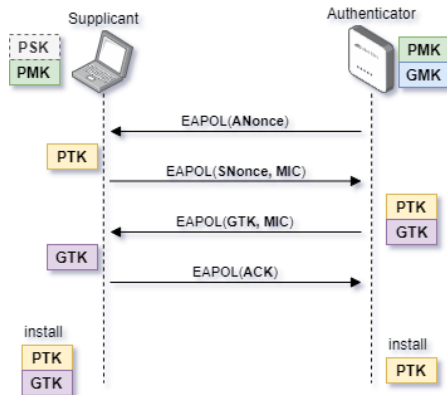 Supplicant
Authenticator
PSK
PMK
PMK
GMK
EAPOL(ANonce)
PTK
EAPOL(SNonce, MIC)
PTK
EAPOL(GTK, MIC)
GTK
GTK
EAPOL(ACK)
install
install
PTK
PTK
GTK